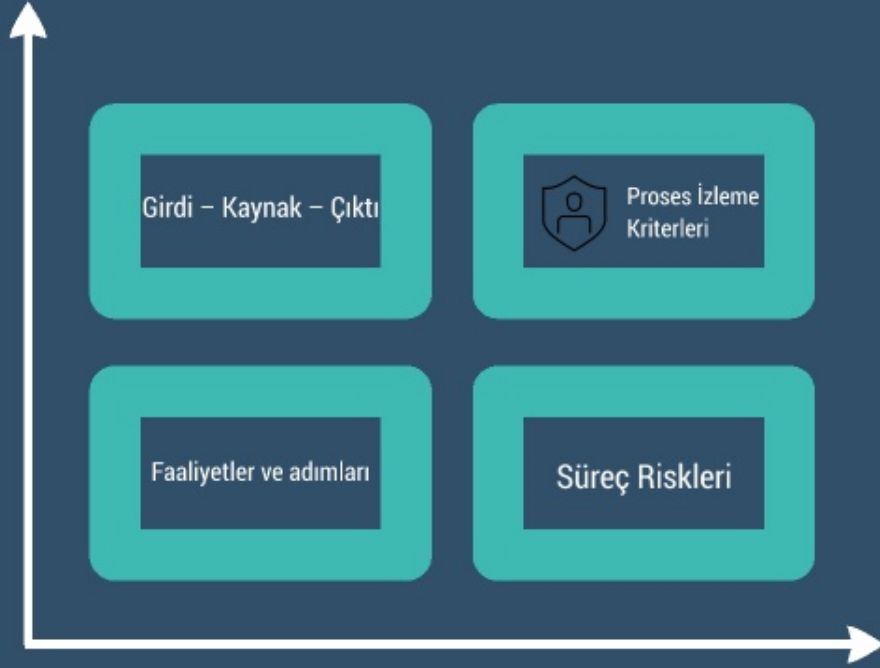 Girdi – Kaynak – Çıktı
Proses İzleme
Kriterleri
Faaliyetler ve adımları
Süreç Riskleri